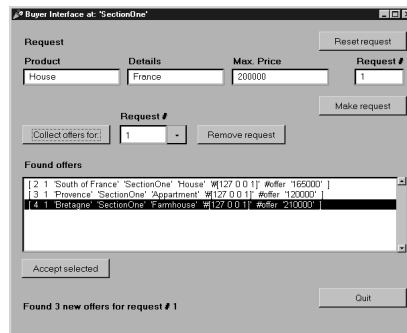 Buyer Interface at: 'SectionOne'
Request
Reset request
Product Details Max. Price Request #
House France 200000 1
Make request
Request #
Collect offers for: 1 Remove request
Found offers
[ 2 1 'South of France' 'SectionOne' 'House' '#[127 0 0 1]' #offer '165000' ]
[ 3 1 'Provence' 'SectionOne' 'Appartment' '#[127 0 0 1]' #offer '120000' ]
[ 4 1 'Bretagne' 'SectionOne' 'Farmhouse' '#[127 0 0 1]' #offer '210000' ]
Accept selected
Quit
Found 3 new offers for request # 1